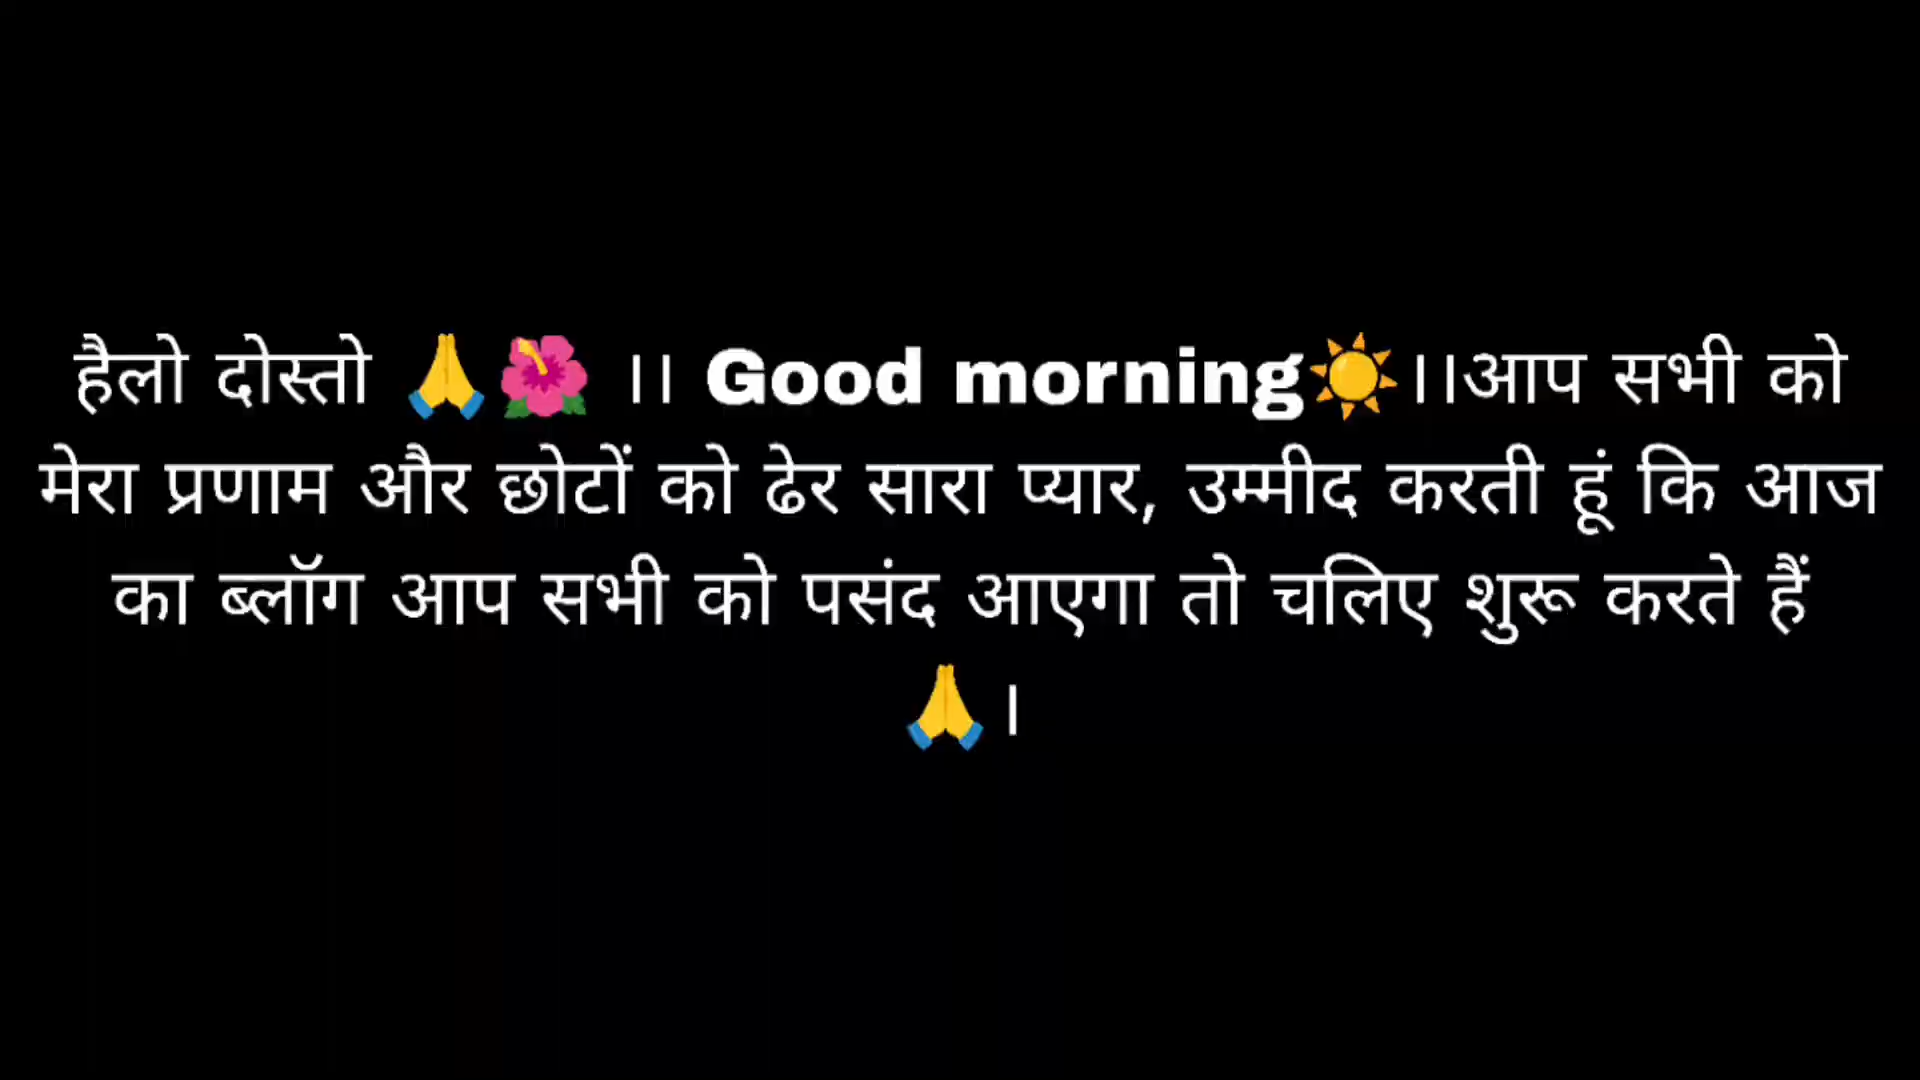 हैलो दोस्तो 🙏🌺 ।। Good morning☀️।।आप सभी को
मेरा प्रणाम और छोटों को ढेर सारा प्यार, उम्मीद करती हूं कि आज
का ब्लॉग आप सभी को पसंद आएगा तो चलिए शुरू करते हैं
🙏।